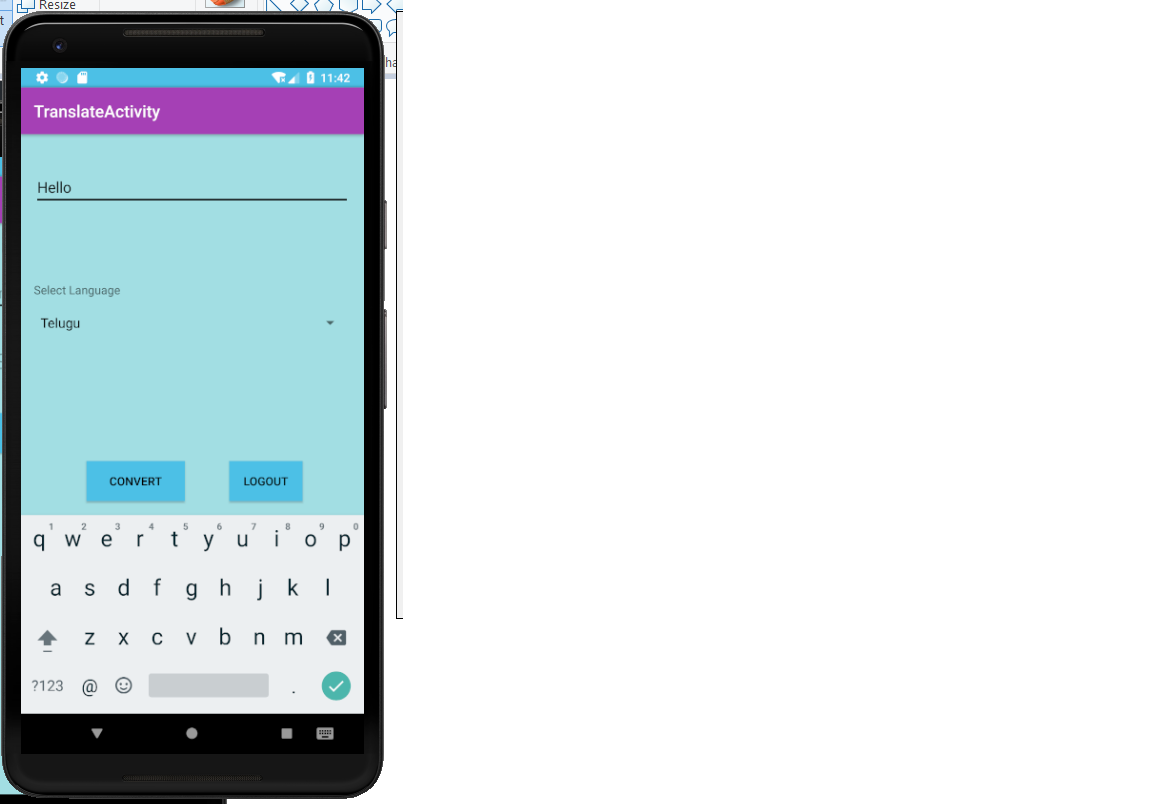 Resize
11:42
TranslateActivity
Hello
Select Language
Telugu
CONVERT LOGOUT
1 2 3 4 5 6 7 8 9 0
q w e r t y u i o p
a s d f g h j k l
z x c v b n m
?123 @ .